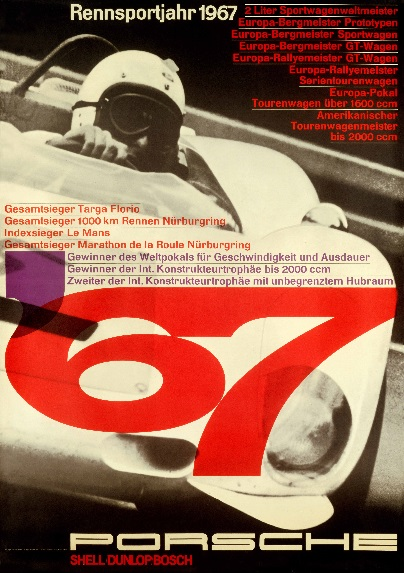 Rennsportjahr 1967
2 Liter Sportwagenweltmeister
Europa-Bergmeister Prototypen
Europa-Bergmeister Sportwagen
Europa-Bergmeister GT-Wagen
Europa-Rallyemeister GT-Wagen
Europa-Rallyemeister
Serientourenwagen
Europa-Pokal
Tourenwagen über 1600 ccm
Amerikanischer
Tourenwagenmeister
bis 2000 ccm
Gesamtsieger Targa Florio
Gesamtsieger 1000 km Rennen Nürburgring
Indexsieger Le Mans
Gesamtsieger Marathon de la Route Nürburgring
Gewinner des Weltpokals für Geschwindigkeit und Ausdauer
Gewinner der Int. Konstrukteurtrophäe bis 2000 ccm
Zweiter der Int. Konstrukteurtrophäe mit unbegrenztem Hubraum
67
PORSCHE
SHELL·DUNLOP·BOSCH